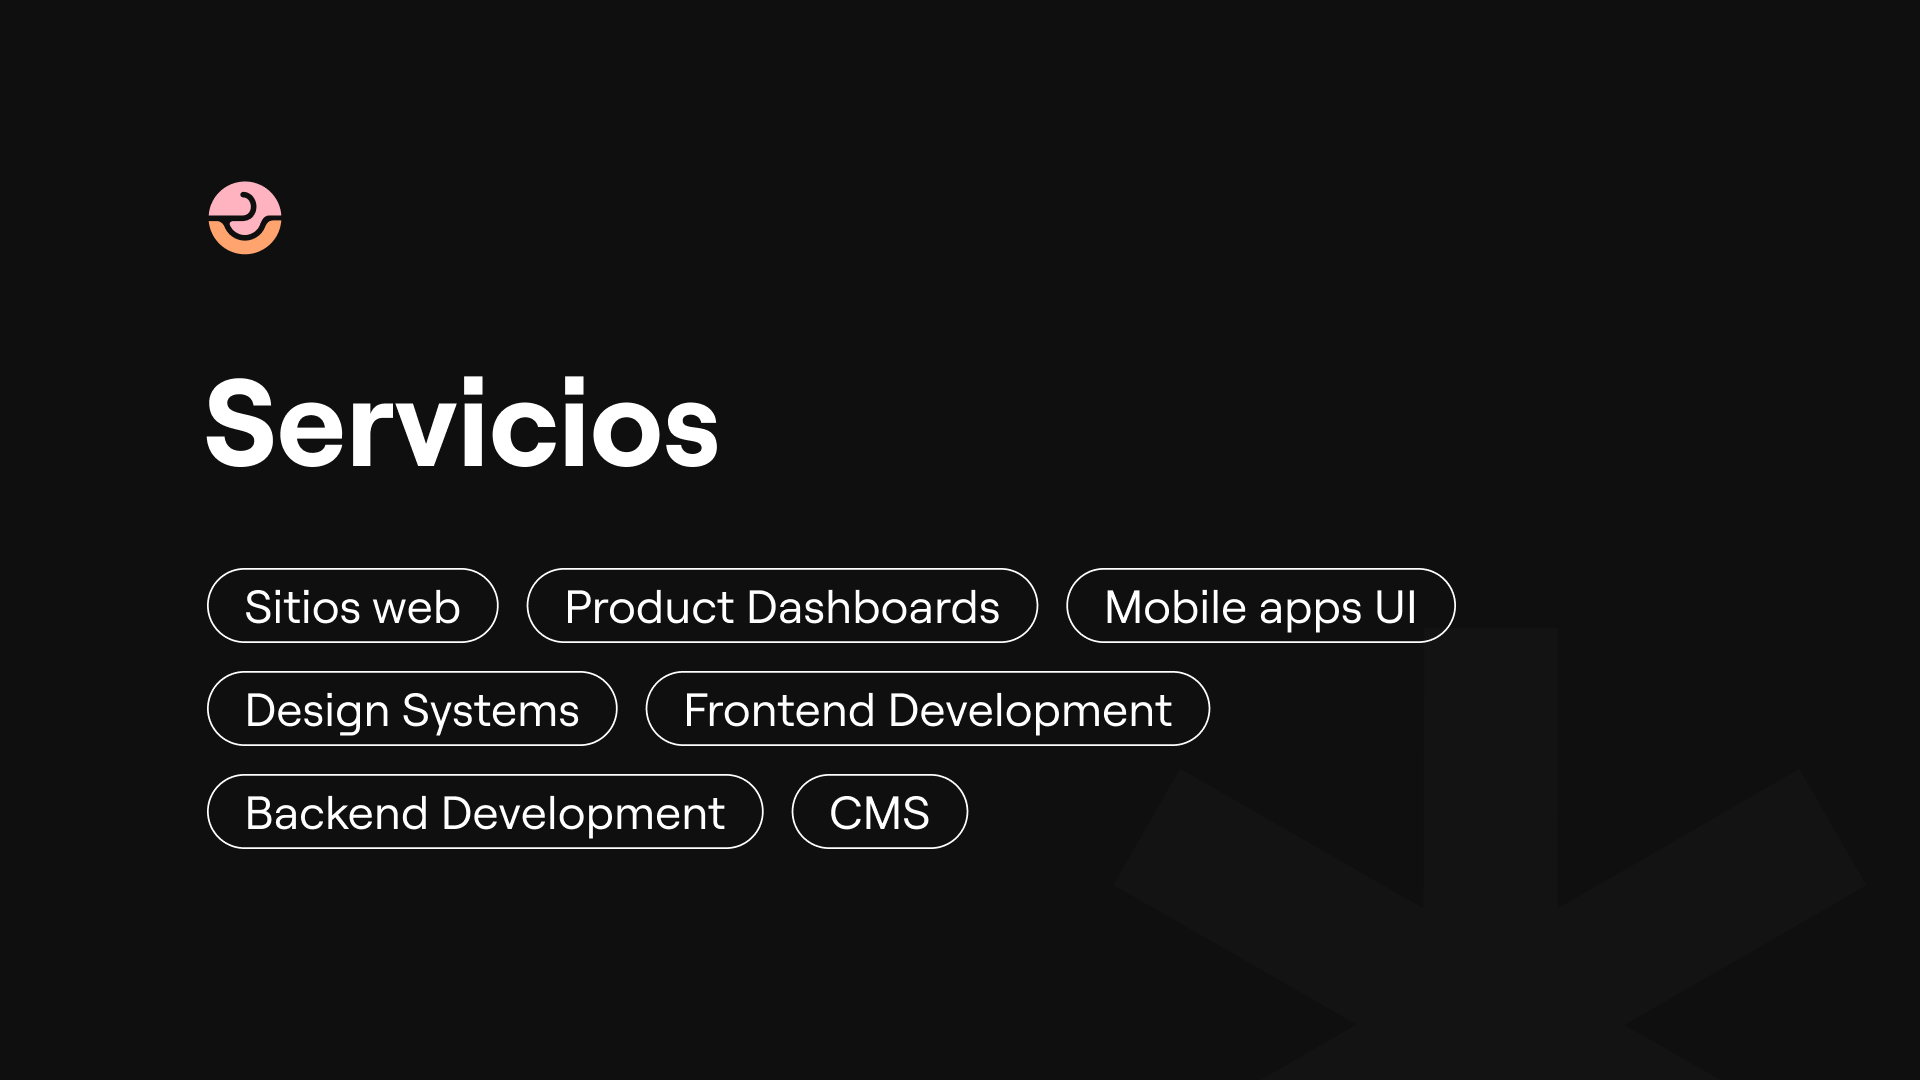 Servicios
Sitios web Product Dashboards Mobile apps UI
Design Systems Frontend Development
Backend Development CMS